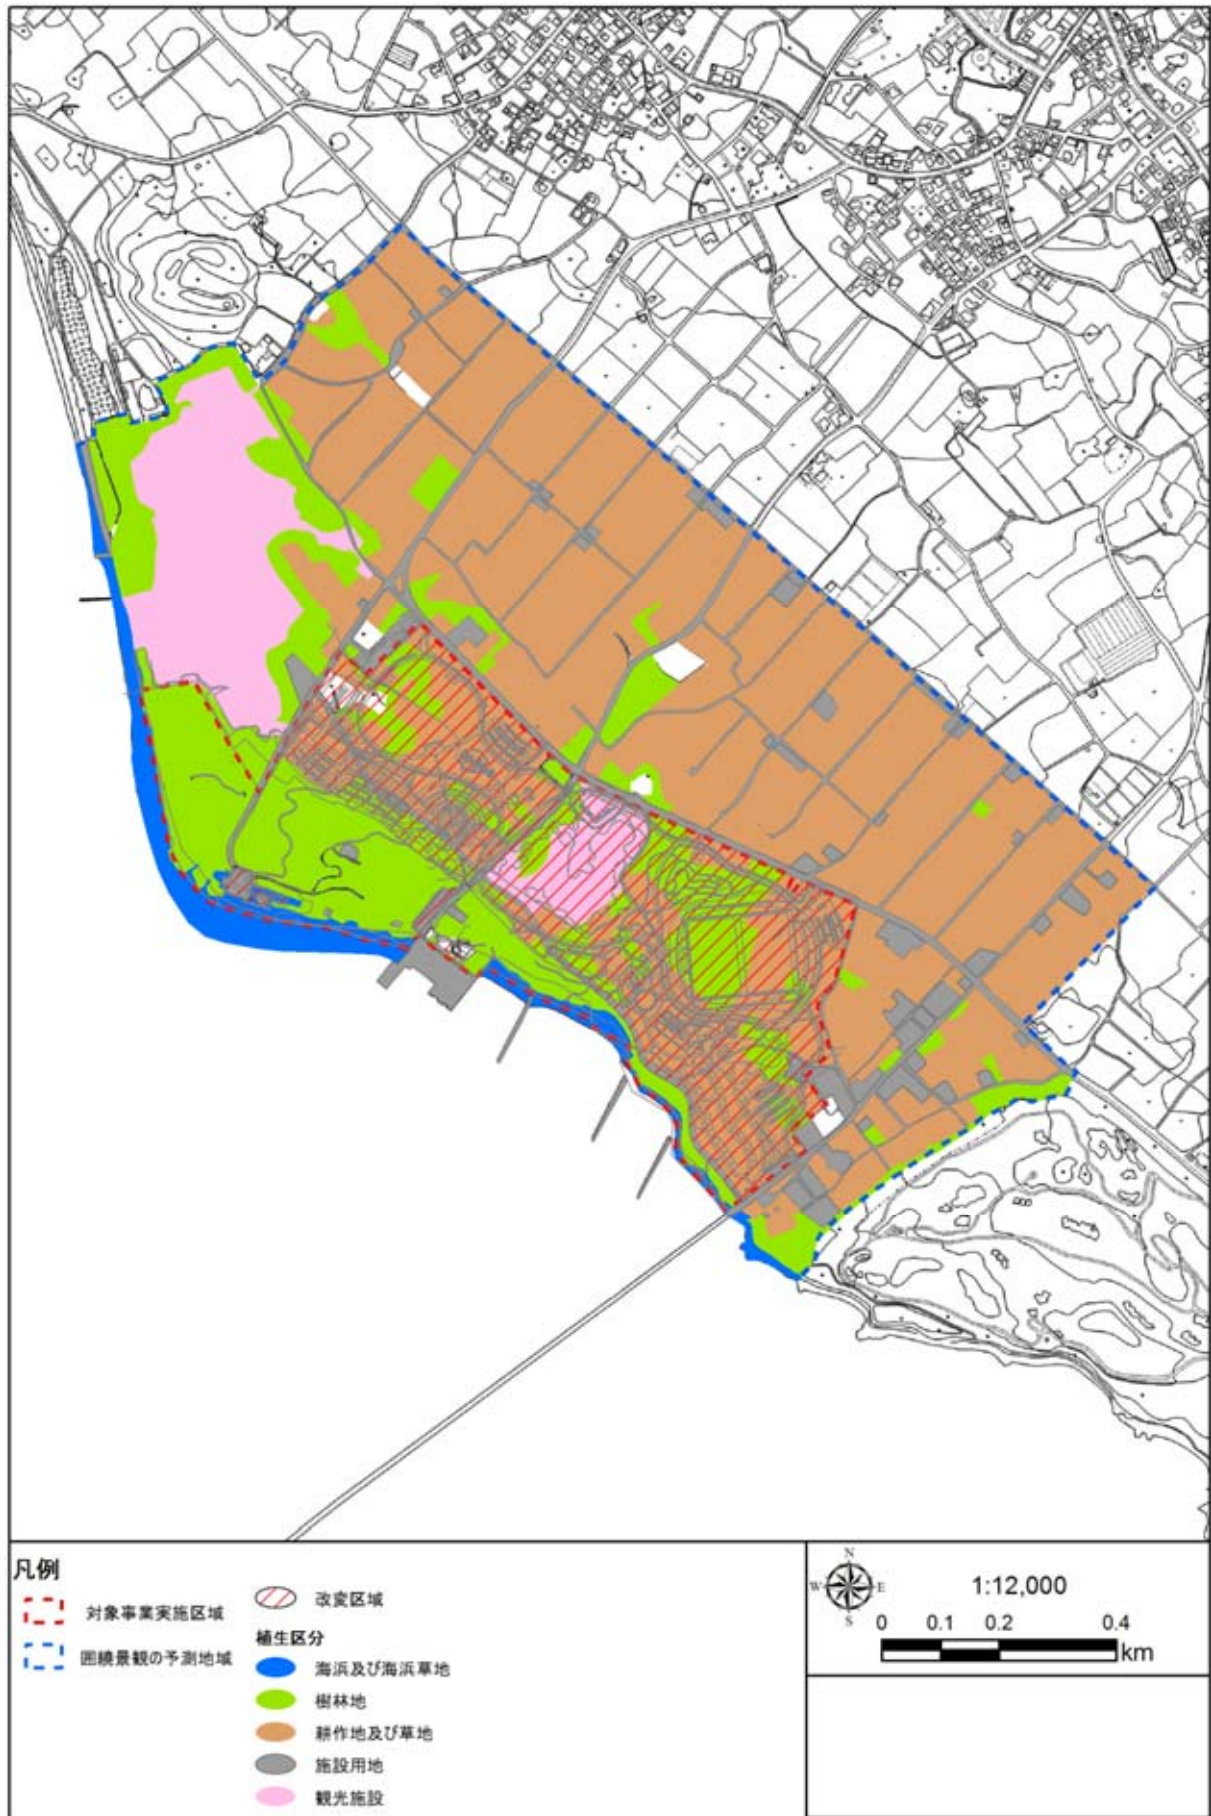 凡例
対象事業実施区域
囲繞景観の予測地域
改変区域
植生区分
海浜及び海浜草地
樹林地
耕作地及び草地
施設用地
観光施設
N
W E
S
1:12,000
0 0.1 0.2 0.4
km